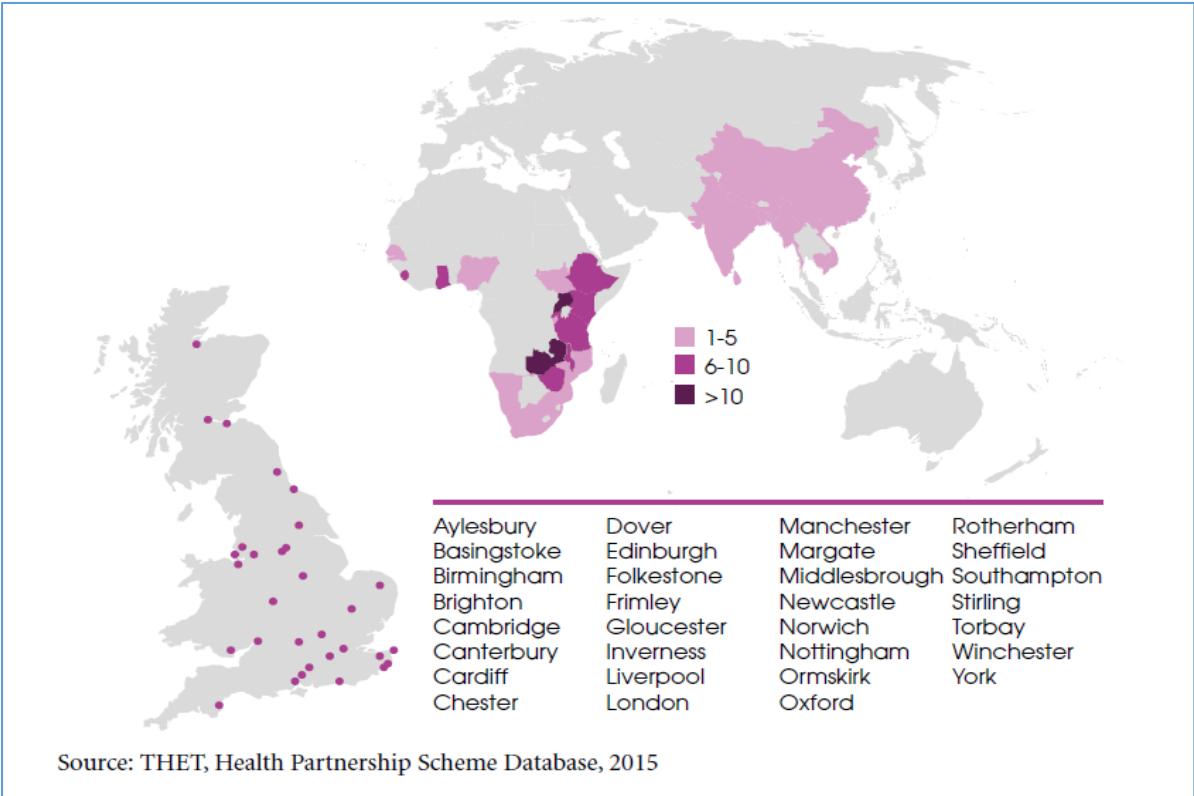 1-5
6-10
>10
Aylesbury Dover Manchester Rotherham
Basingstoke Edinburgh Margate Sheffield
Birmingham Folkestone Middlesbrough Southampton
Brighton Frimley Newcastle Stirling
Cambridge Gloucester Norwich Torbay
Canterbury Inverness Nottingham Winchester
Cardiff Liverpool Ormskirk York
Chester London Oxford
Source: THET, Health Partnership Scheme Database, 2015